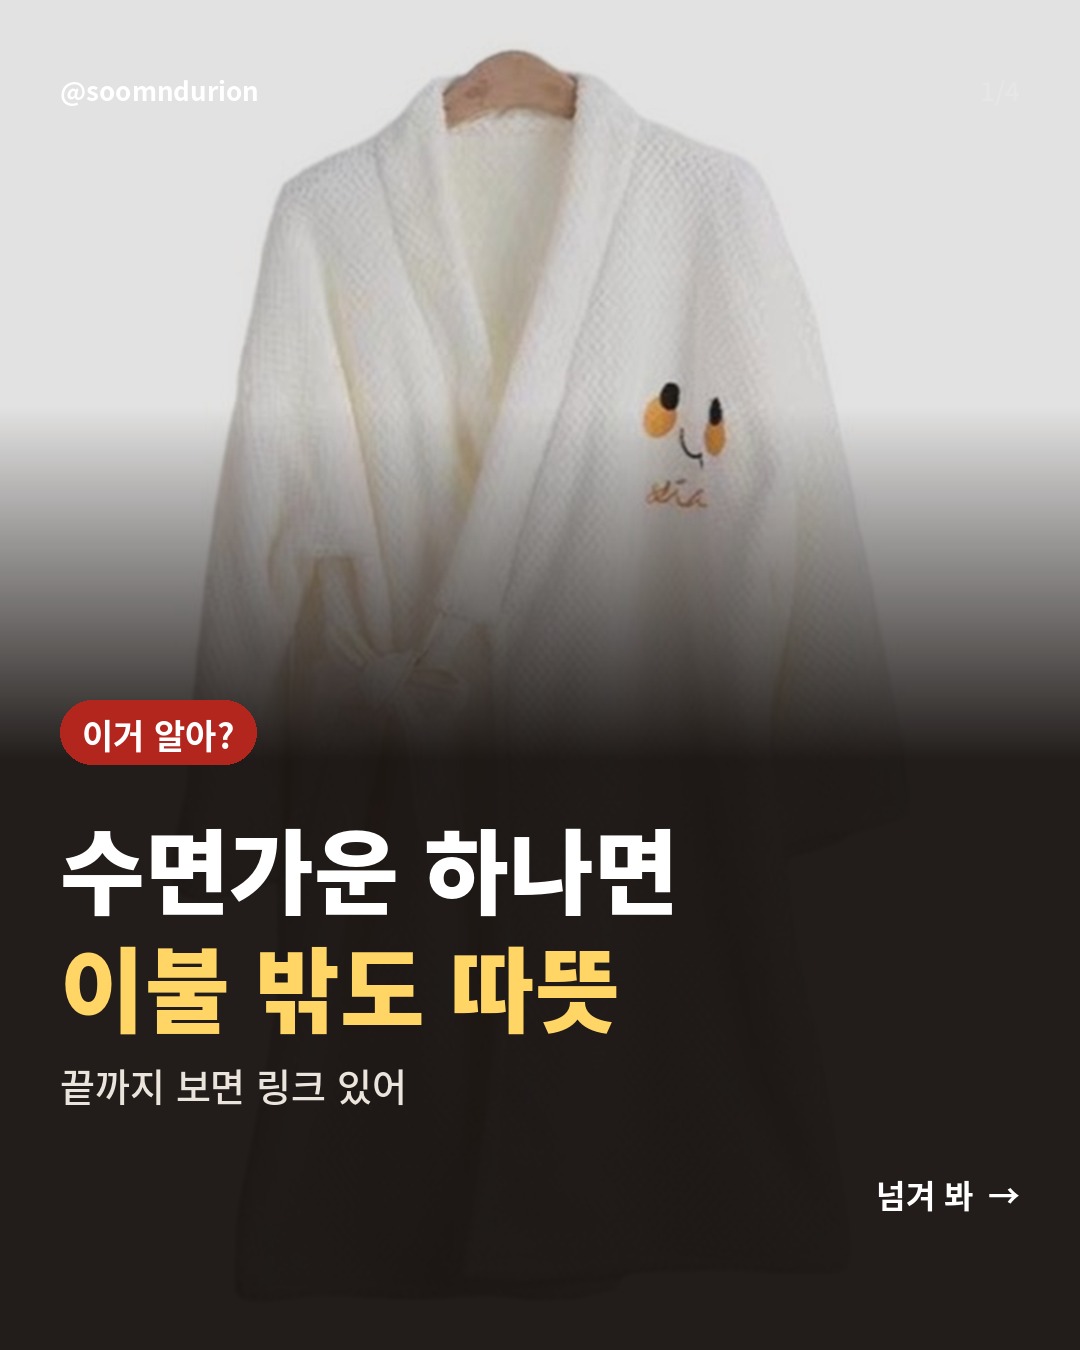 @soomndurion
1/4
sia
이거 알아?
수면가운 하나면
이불 밖도 따뜻
끝까지 보면 링크 있어
넘겨 봐 →